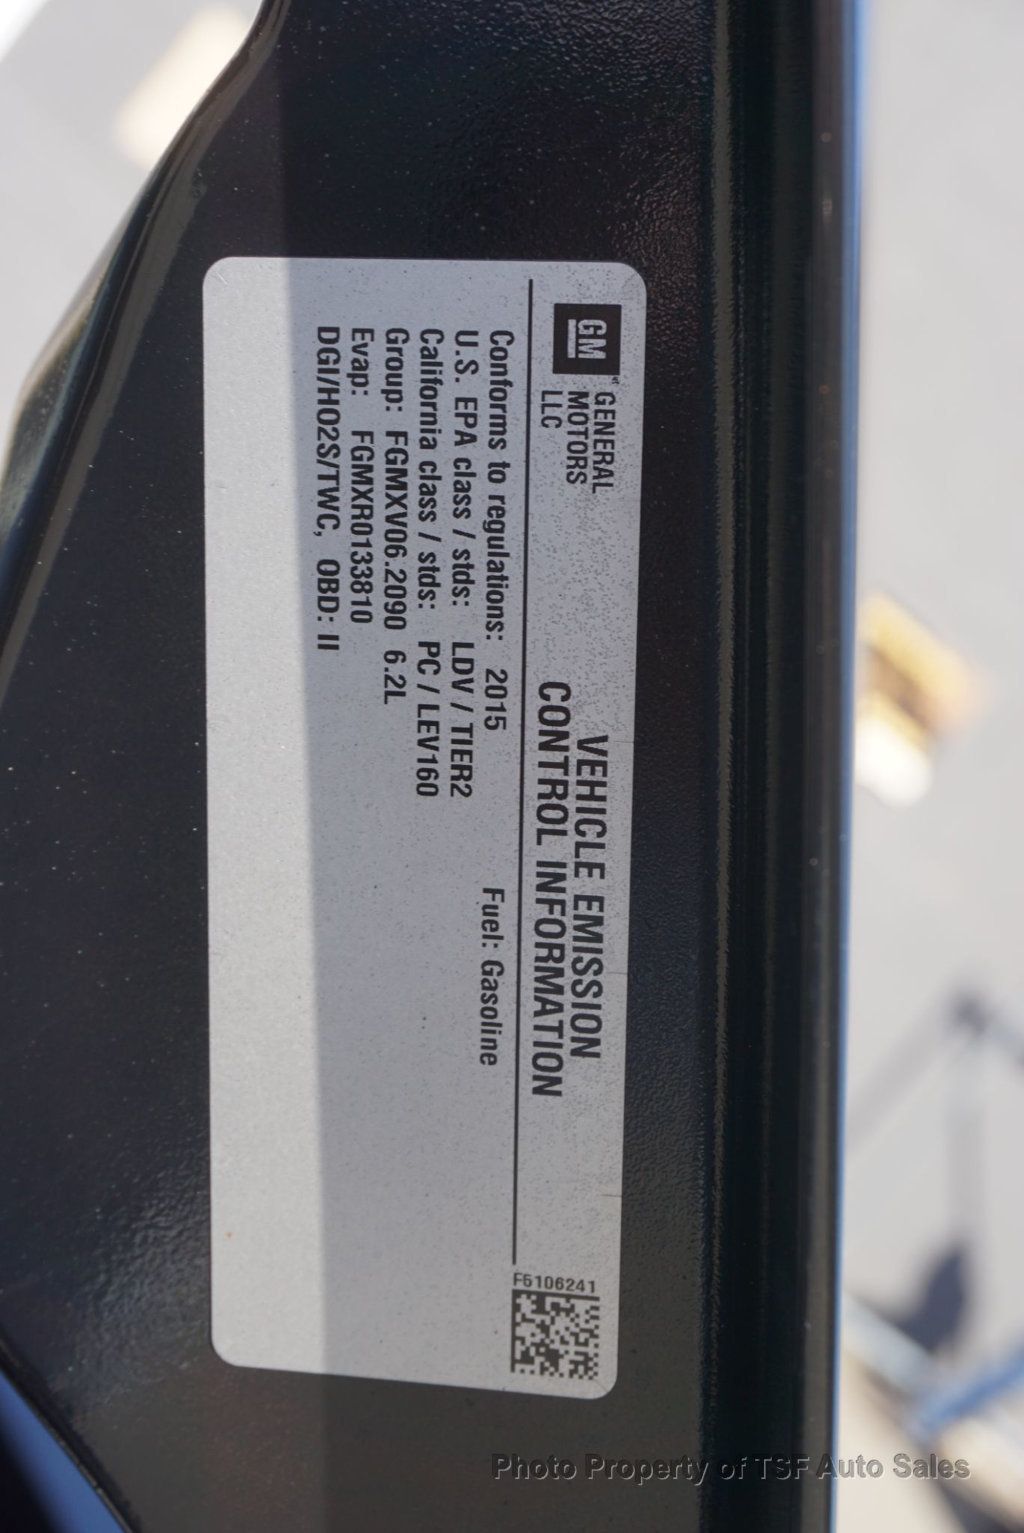 GM
GENERAL
MOTORS
LLC
VEHICLE EMISSION
CONTROL INFORMATION
F5106241
Conforms to regulations: 2015 Fuel: Gasoline
U.S. EPA class / stds: LDV / TIER2
California class / stds: PC / LEV160
Group: FGMXV06.2090 6.2L
Evap: FGMXR0133810
DGI/HO2S/TWC, OBD: II
Photo Property of TSF Auto Sales